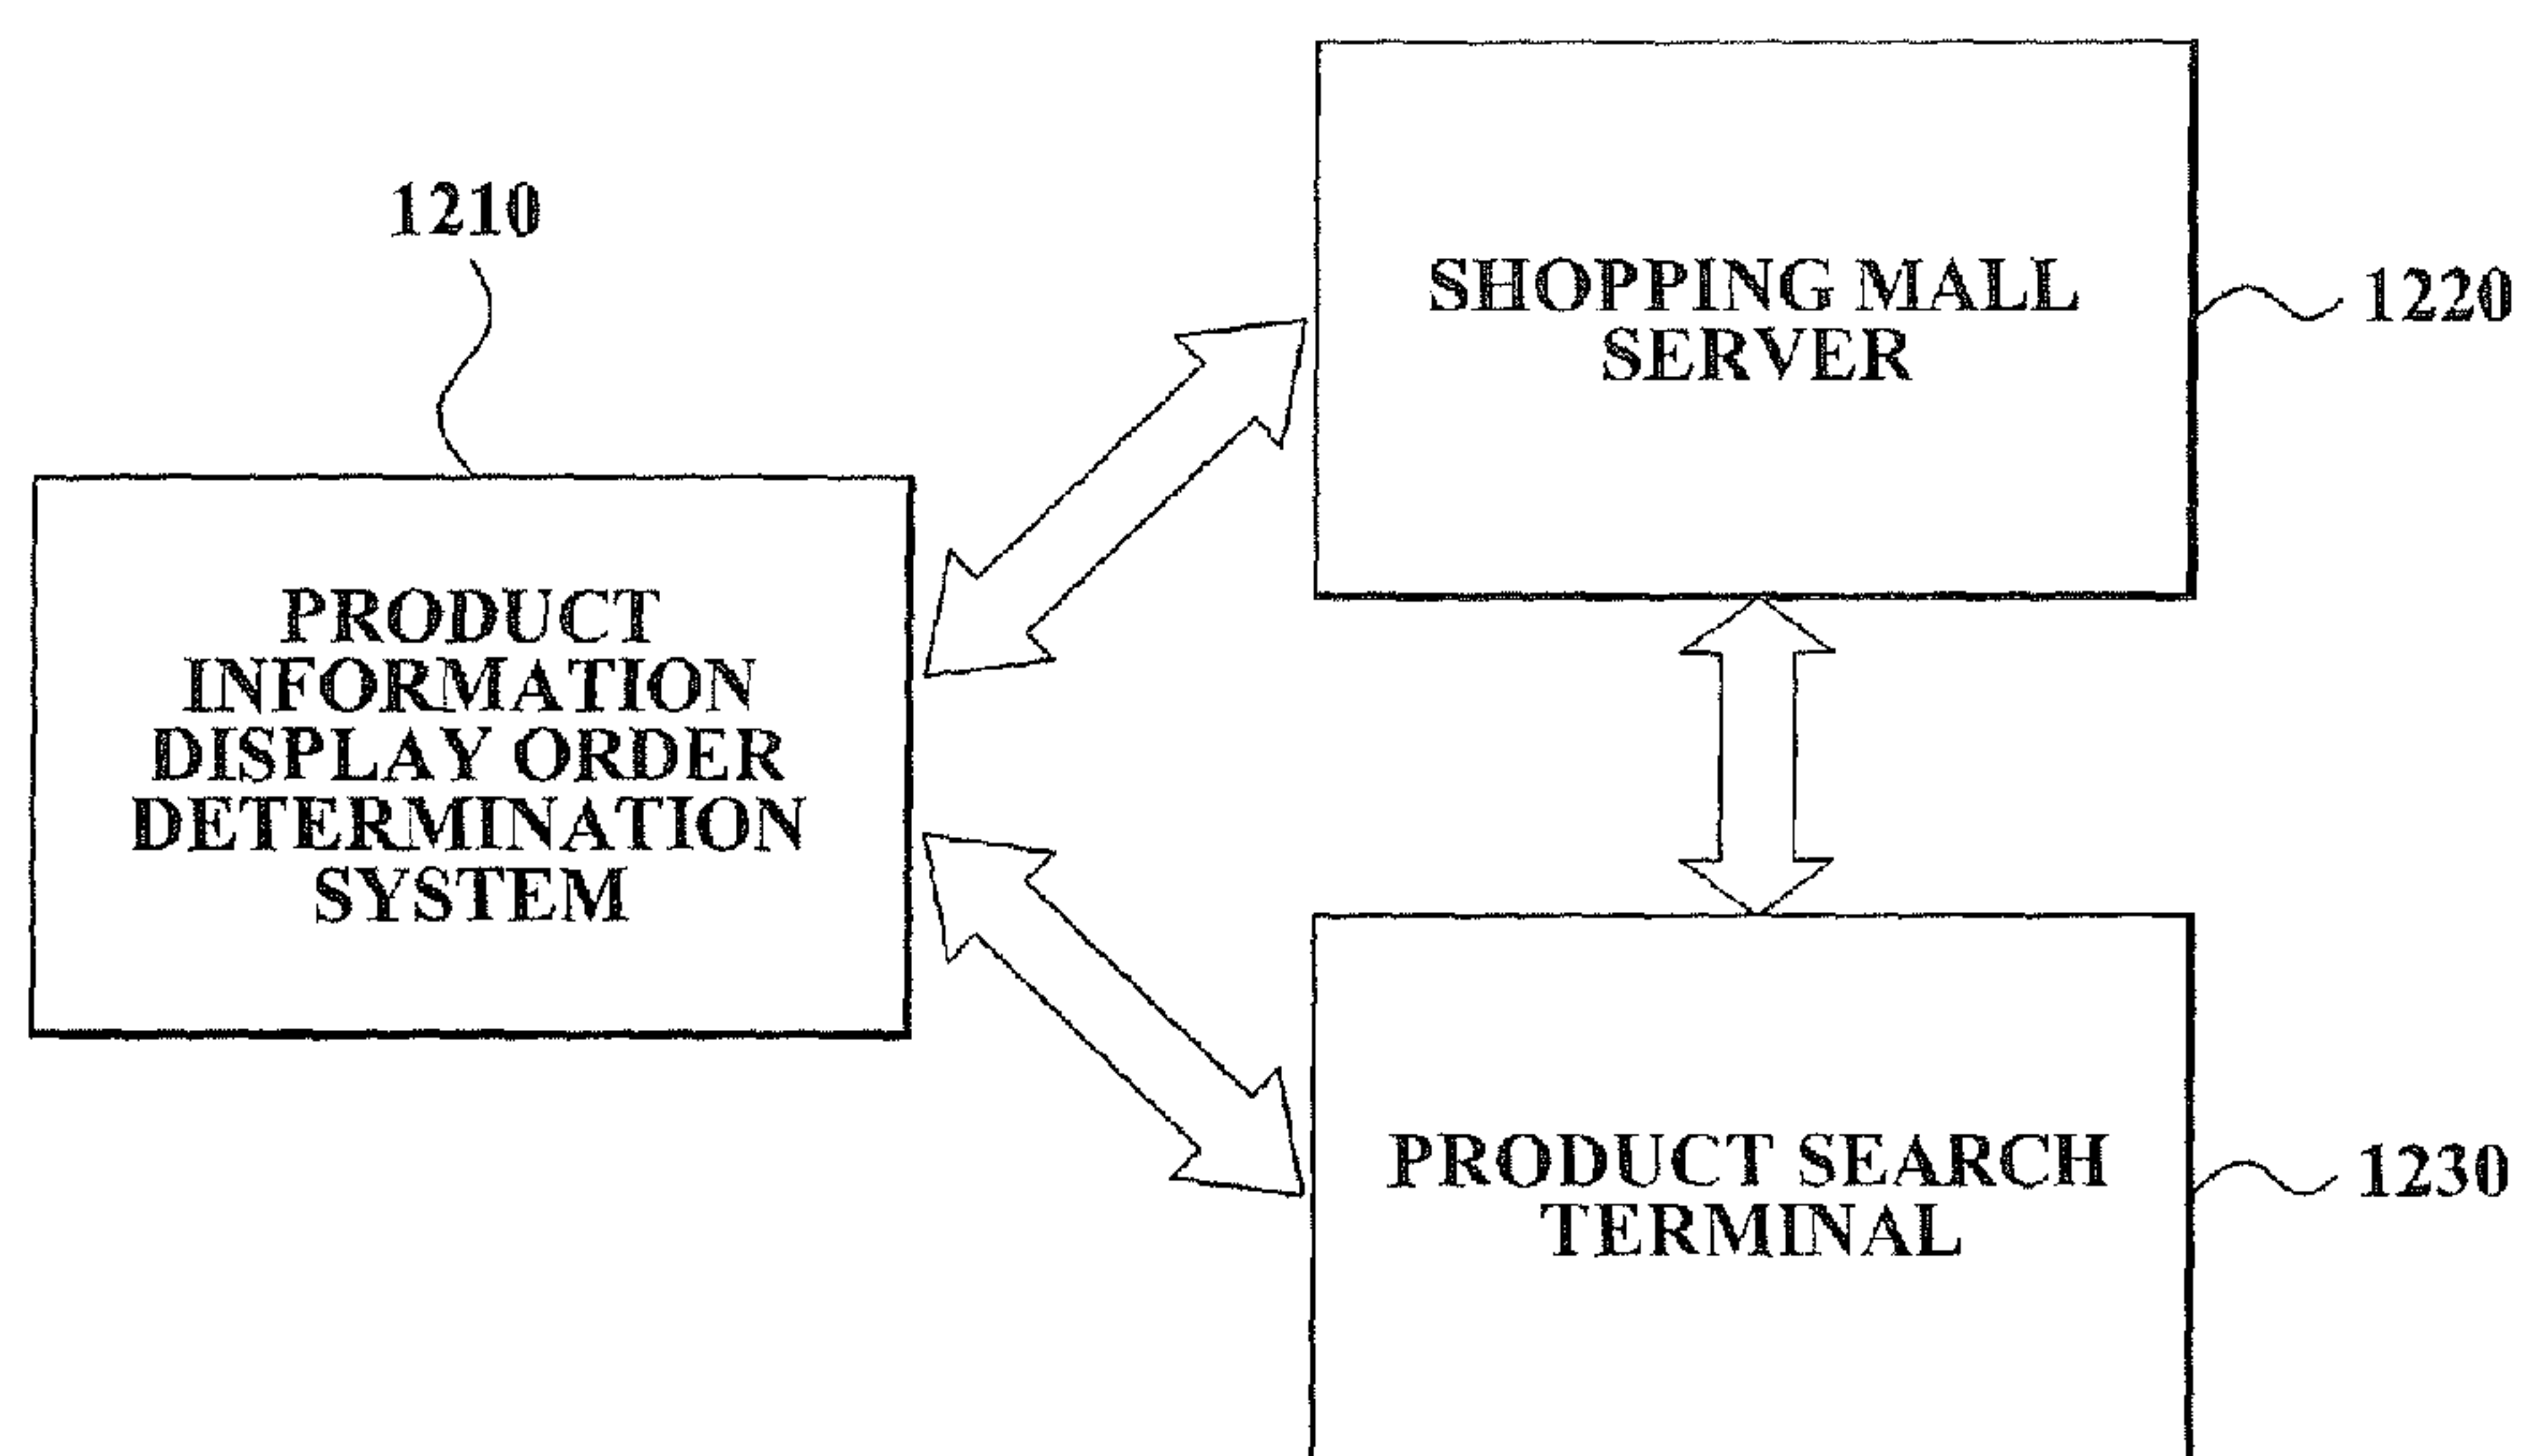 1210
SHOPPING MALL
SERVER
1220
PRODUCT
INFORMATION
DISPLAY ORDER
DETERMINATION
SYSTEM
PRODUCT SEARCH
TERMINAL
1230